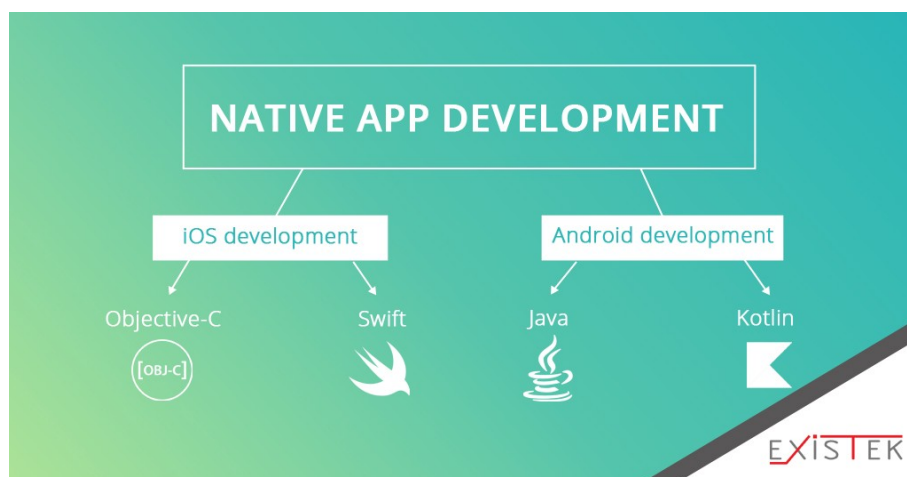 NATIVE APP DEVELOPMENT
iOS development
Android development
Objective-C
Swift
Java
Kotlin
[OBJ-C]
EXiSTEK